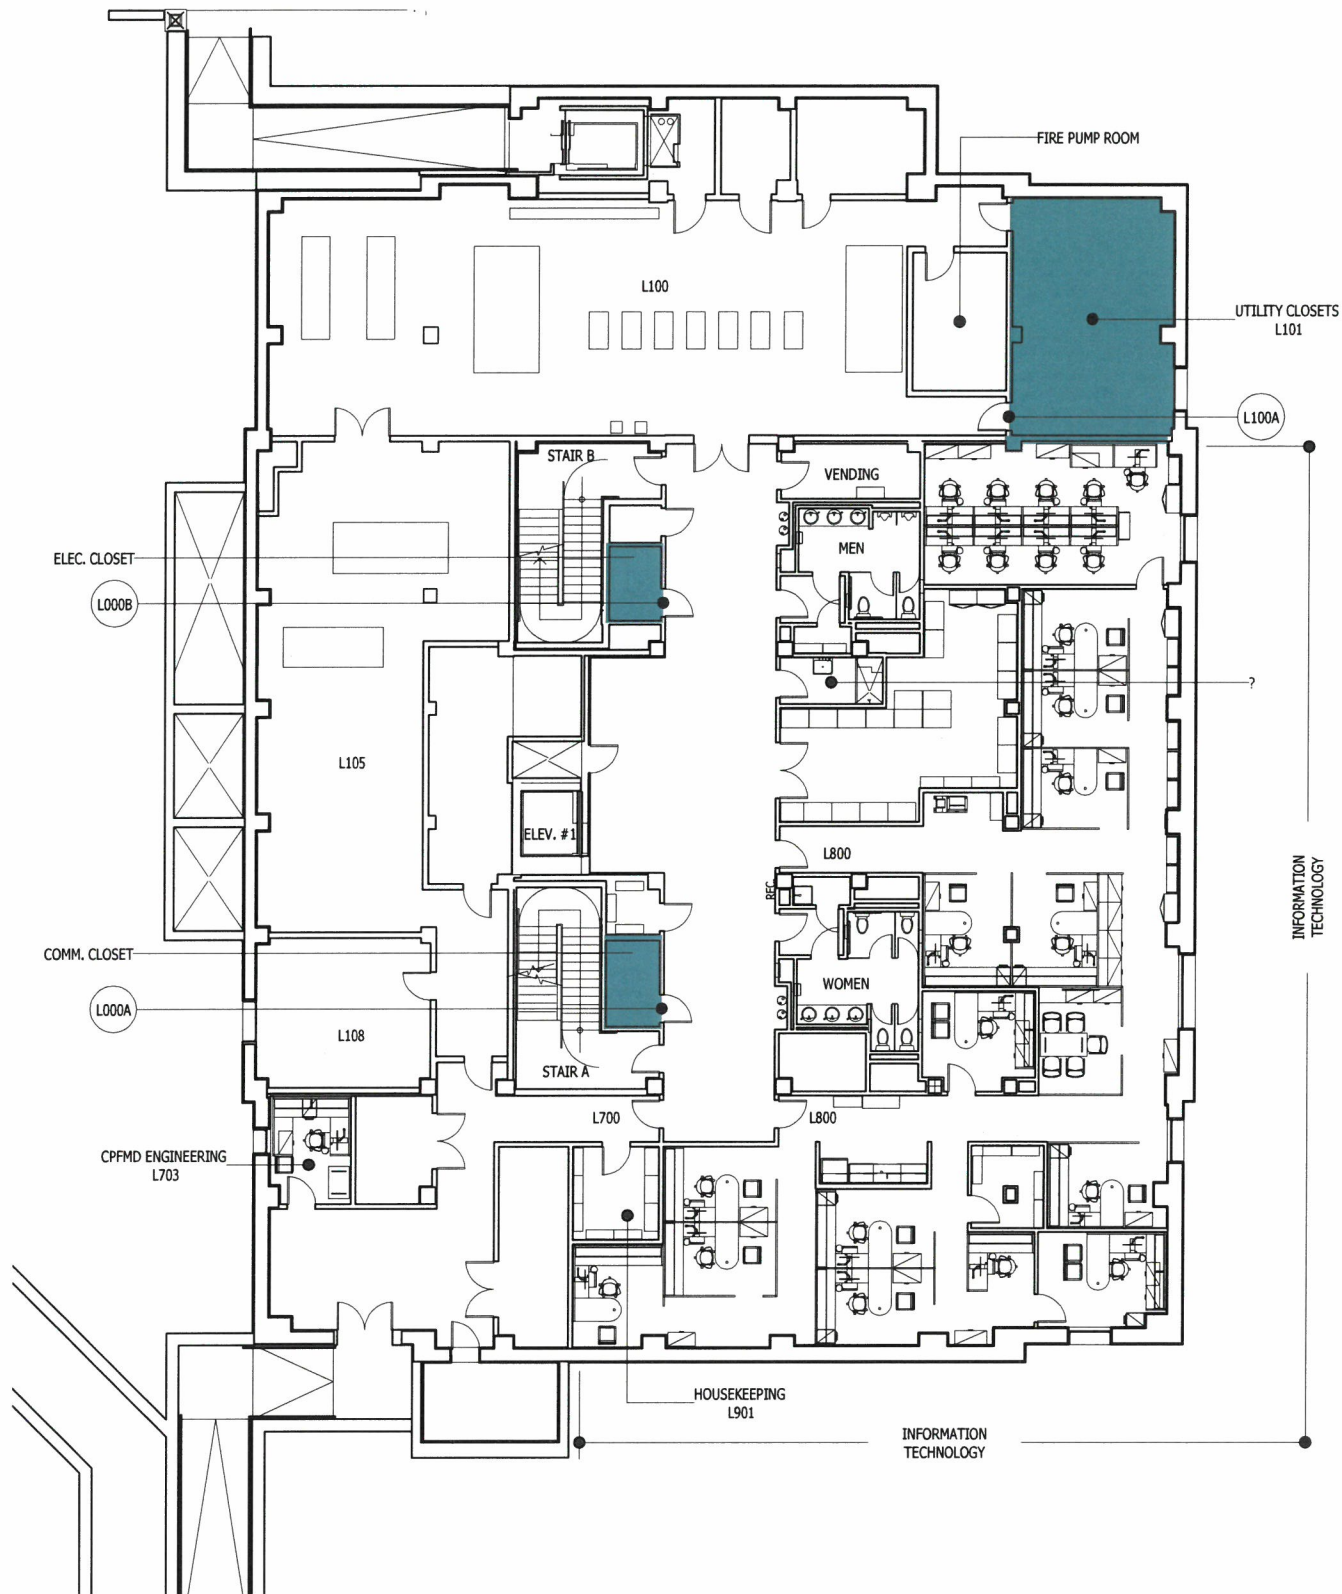 FIRE PUMP ROOM
L100
UTILITY CLOSETS
L101
L100A
STAIR B
VENDING
MEN
ELEC. CLOSET
L000B
?
L105
ELEV. #1
L800
REC.
INFORMATION
TECHNOLOGY
COMM. CLOSET
WOMEN
L000A
L108
STAIR A
L700
L800
CPFMD ENGINEERING
L703
HOUSEKEEPING
L901
INFORMATION
TECHNOLOGY